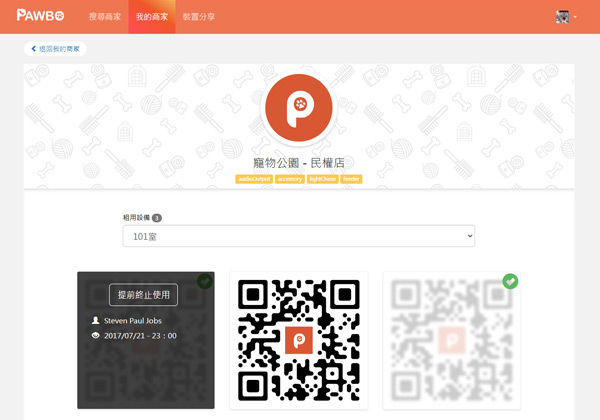 PAWBO 搜尋商家 我的商家 裝置分享
返回我的商家
寵物公園 - 民權店
audioOutput accessory lightChase feeder
租用設備 3
101室
提前終止使用
Steven Paul Jobs
2017/07/21 - 23:00